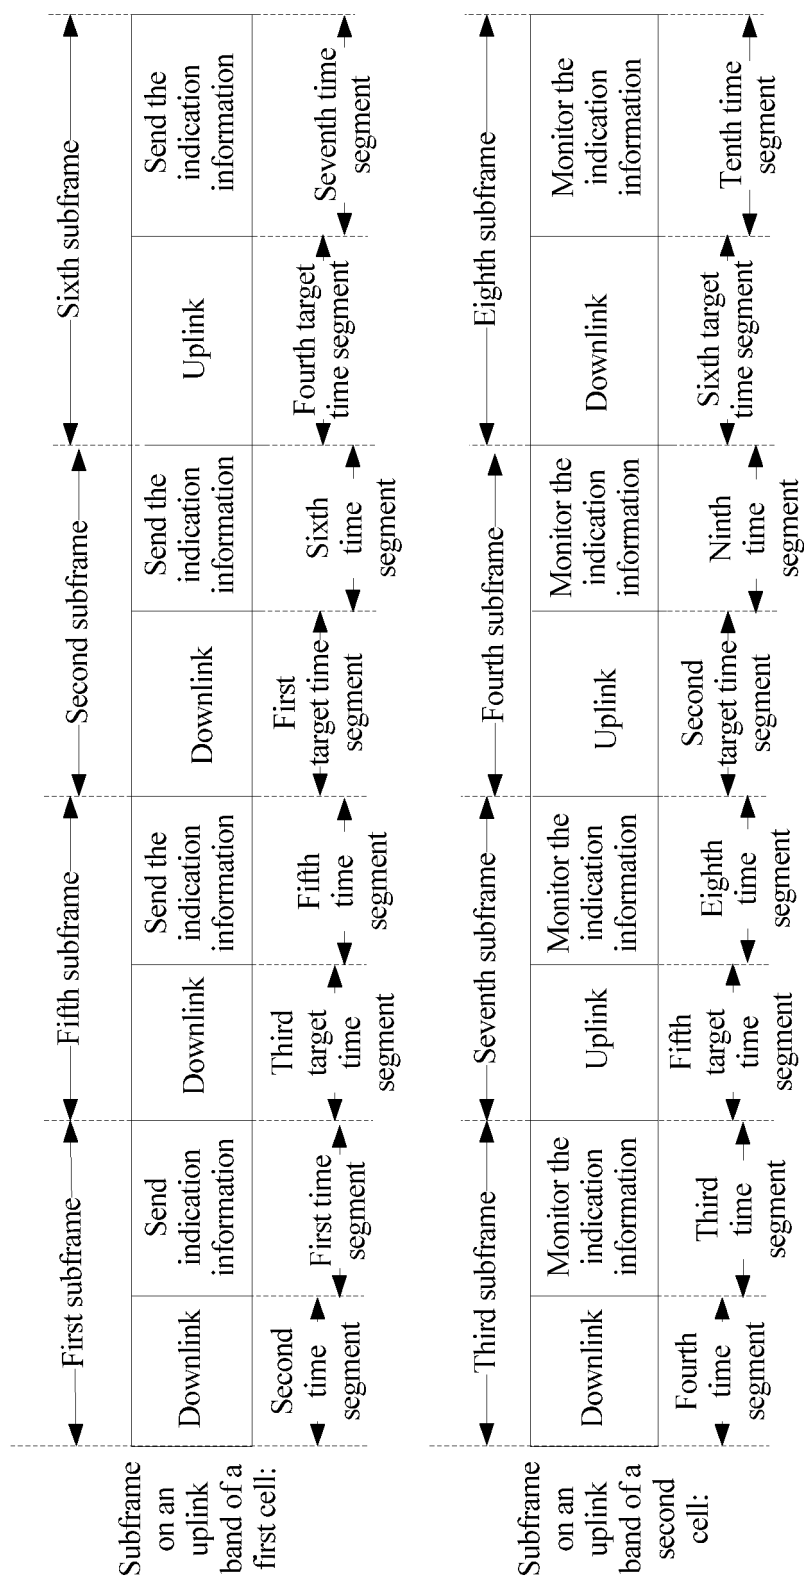 First subframe
Fifth subframe
Second subframe
Sixth subframe
Subframe
on an
uplink
band of a
first cell:
Downlink
Send
indication
information
Downlink
Send the
indication
information
Downlink
Send the
indication
information
Uplink
Send the
indication
information
Second
time
segment
First time
segment
Third
target
time
segment
Fifth
time
segment
First
target time
segment
Sixth
time
segment
Fourth target
time segment
Seventh time
segment
Third subframe
Seventh subframe
Fourth subframe
Eighth subframe
Subframe
on an
uplink
band of a
second
cell:
Downlink
Monitor the
indication
information
Uplink
Monitor the
indication
information
Uplink
Monitor the
indication
information
Downlink
Monitor the
indication
information
Fourth
time
segment
Third
time
segment
Fifth
target
time
segment
Eighth
time
segment
Second
target time
segment
Ninth
time
segment
Sixth target
time segment
Tenth time
segment